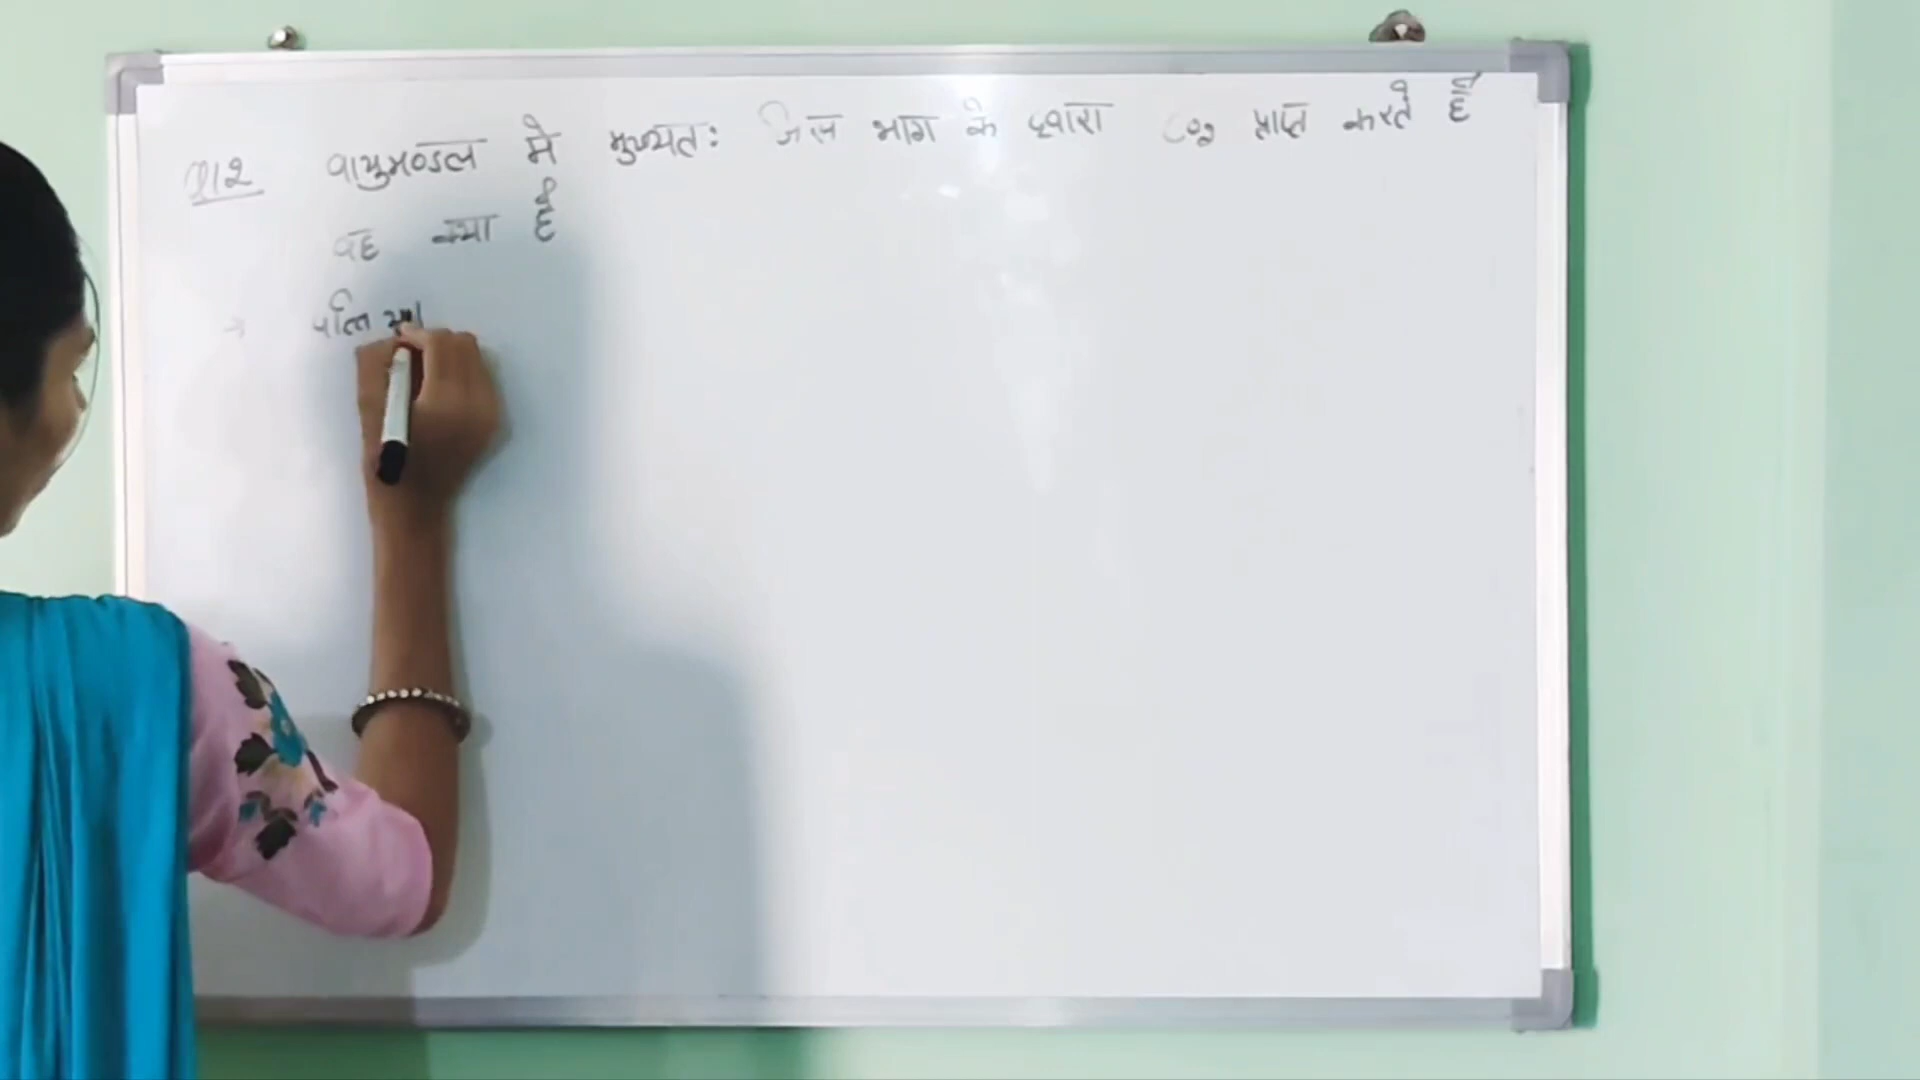 Q12 वायुमण्डल मे मुख्यतः जिस भाग के द्वारा CO2 प्राप्त करते हैं
वह क्या है
→ पत्तिया